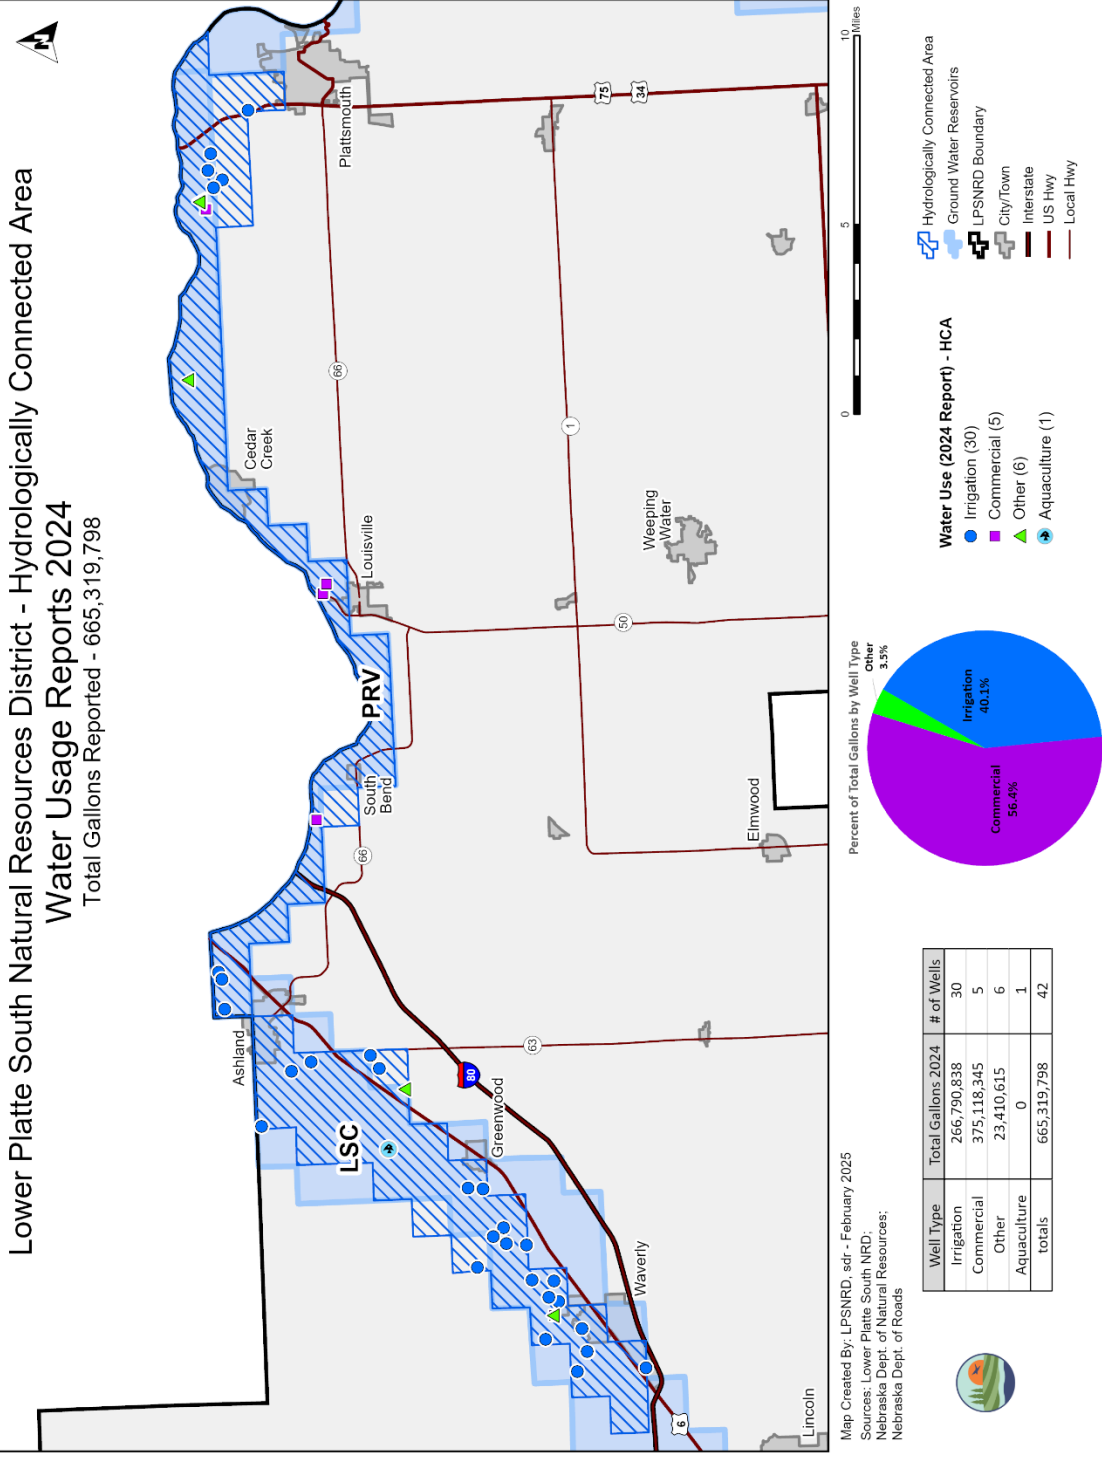 Lower Platte South Natural Resources District - Hydrologically Connected Area
Water Usage Reports 2024
Total Gallons Reported - 665,319,798
N
Plattsmouth
75
34
Cedar
Creek
66
1
Louisville
Weeping
Water
50
PRV
South
Bend
66
Elmwood
Ashland
63
LSC
80
Greenwood
Waverly
6
Lincoln
0
5
10
Miles
Map Created By: LPSNRD, sdr - February 2025
Sources: Lower Platte South NRD;
Nebraska Dept. of Natural Resources;
Nebraska Dept. of Roads
Well Type Total Gallons 2024 # of Wells
Irrigation 266,790,838 30
Commercial 375,118,345 5
Other 23,410,615 6
Aquaculture 0 1
totals 665,319,798 42
Percent of Total Gallons by Well Type
Other
3.5%
Irrigation
40.1%
Commercial
56.4%
Water Use (2024 Report) - HCA
Irrigation (30)
Commercial (5)
Other (6)
Aquaculture (1)
Hydrologically Connected Area
Ground Water Reservoirs
LPSNRD Boundary
City/Town
Interstate
US Hwy
Local Hwy